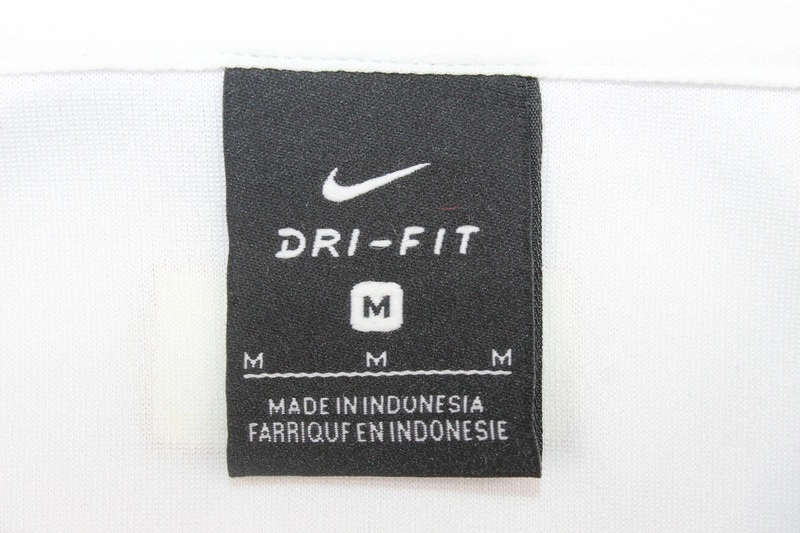 DRI-FIT
M
M M M
MADE IN INDONESIA
FARRIQUF EN INDONESIE